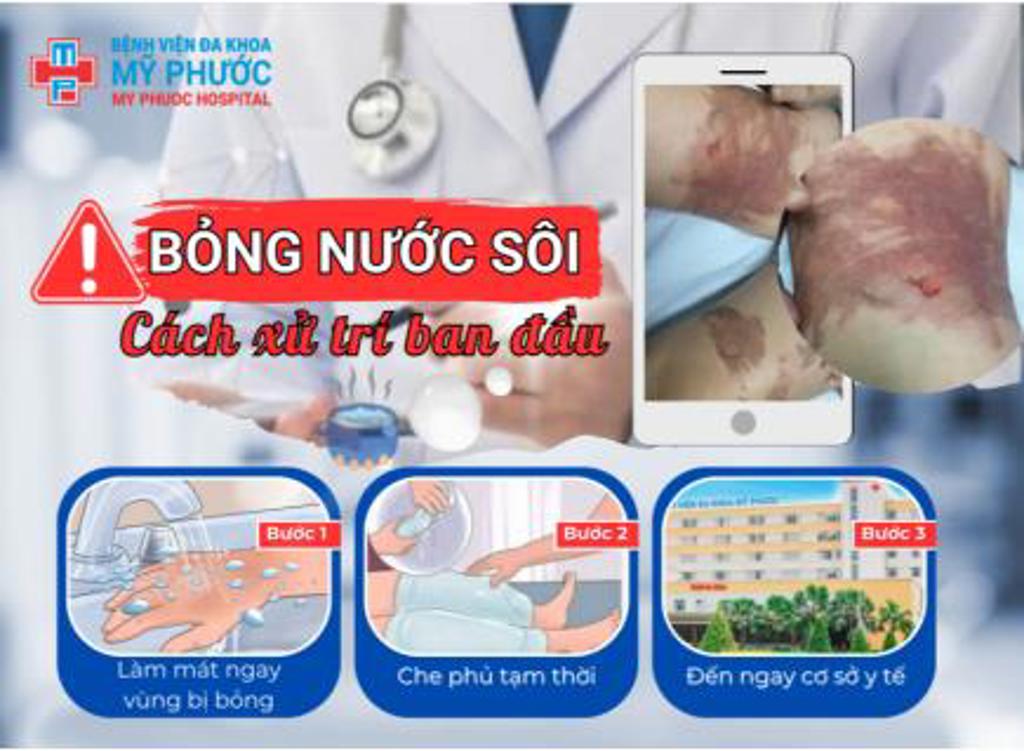 BỆNH VIỆN ĐA KHOA
MỸ PHƯỚC
MY PHUOC HOSPITAL
BỎNG NƯỚC SÔI
Cách xử trí ban đầu
Bước 1
Bước 2
Bước 3
Làm mát ngay
vùng bị bỏng
Che phủ tạm thời
Đến ngay cơ sở y tế